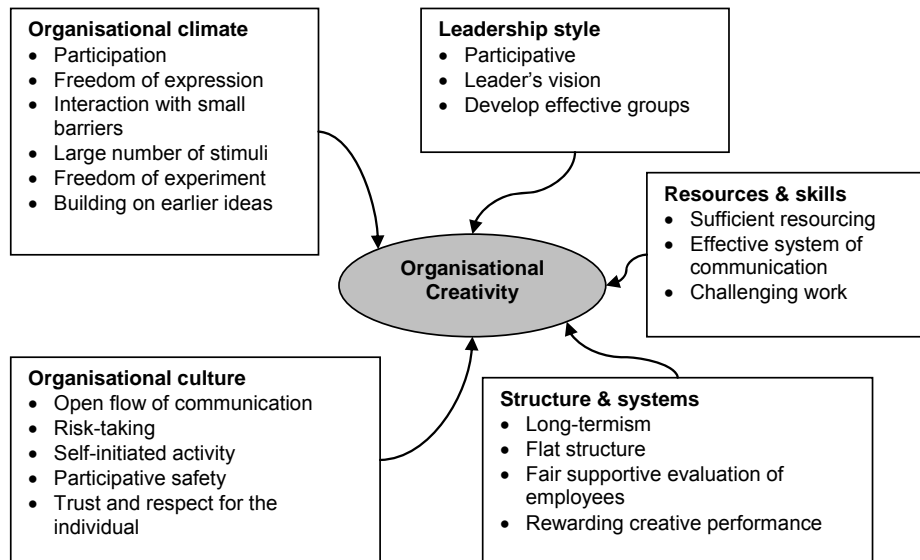 Organisational climate
• Participation
• Freedom of expression
• Interaction with small
barriers
• Large number of stimuli
• Freedom of experiment
• Building on earlier ideas
Leadership style
• Participative
• Leader's vision
• Develop effective groups
Resources & skills
• Sufficient resourcing
• Effective system of
communication
• Challenging work
Organisational
Creativity
Organisational culture
• Open flow of communication
• Risk-taking
• Self-initiated activity
• Participative safety
• Trust and respect for the
individual
Structure & systems
• Long-termism
• Flat structure
• Fair supportive evaluation of
employees
• Rewarding creative performance